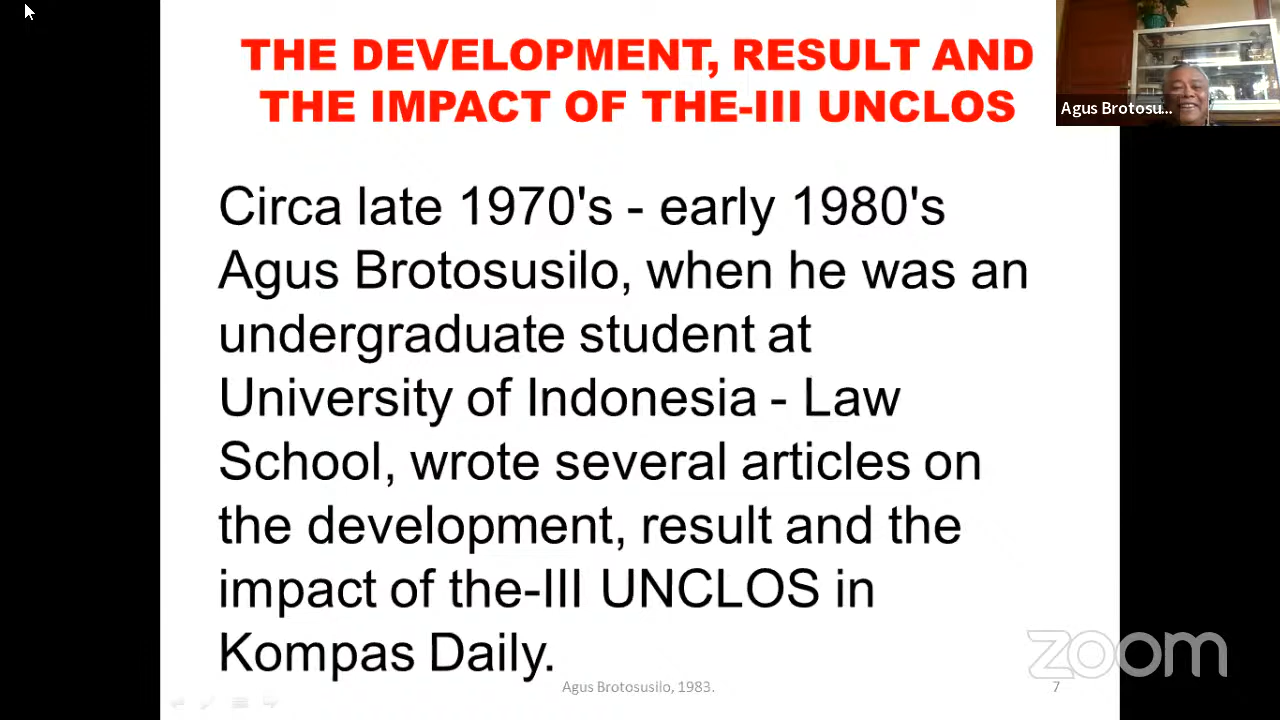 THE DEVELOPMENT, RESULT AND
THE IMPACT OF THE-III UNCLOS
Agus Brotosu...
Circa late 1970's - early 1980's
Agus Brotosusilo, when he was an
undergraduate student at
University of Indonesia - Law
School, wrote several articles on
the development, result and the
impact of the-III UNCLOS in
Kompas Daily.
zoom
Agus Brotosusilo, 1983.
7